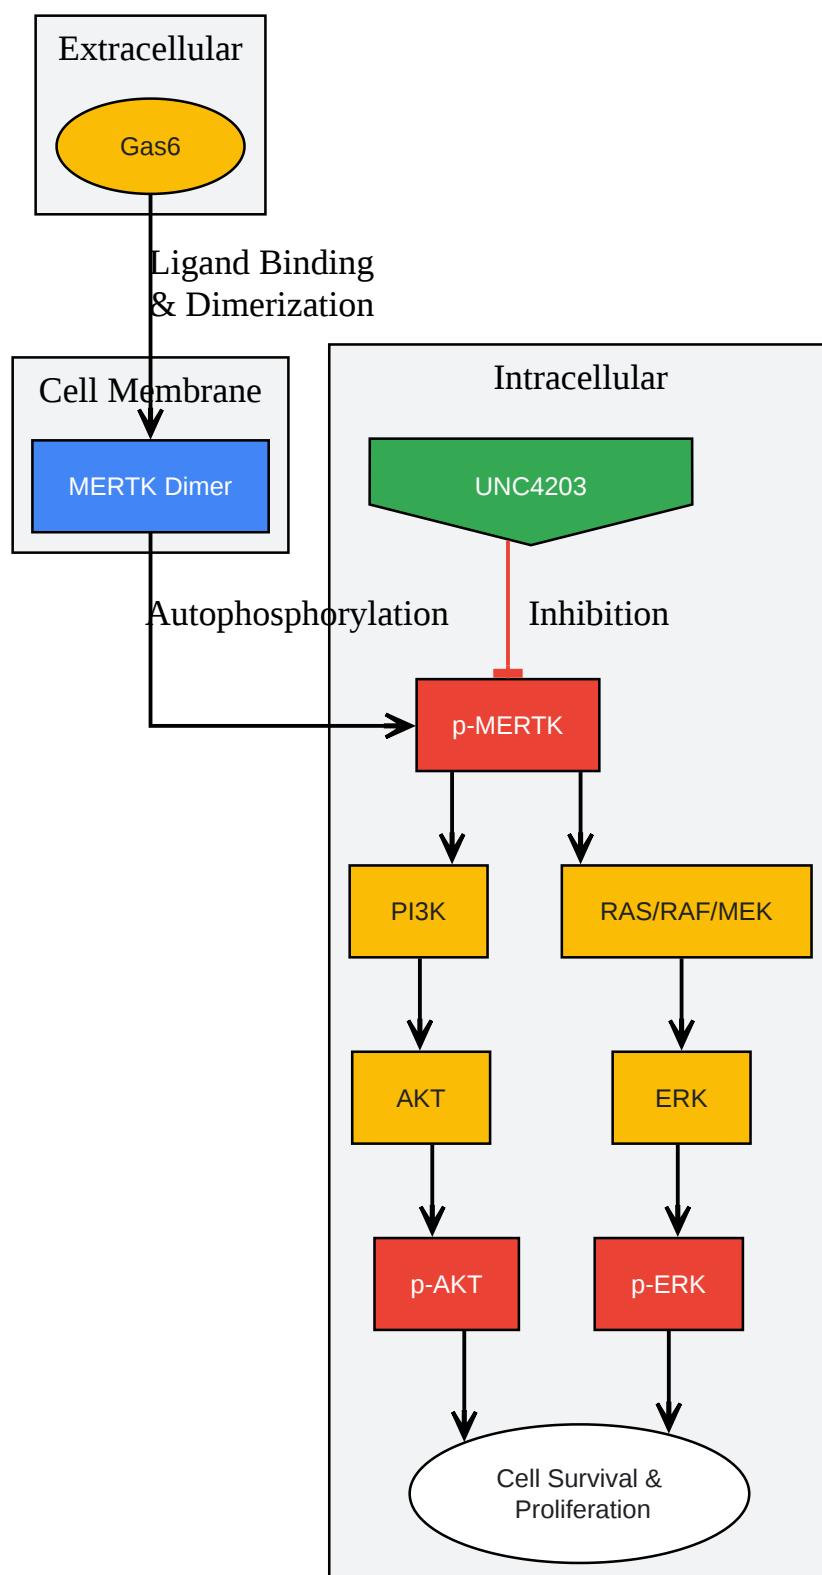 Extracellular
Gas6
Ligand Binding
& Dimerization
Cell Membrane
MERTK Dimer
Intracellular
UNC4203
Autophosphorylation
Inhibition
p-MERTK
PI3K
RAS/RAF/MEK
AKT
ERK
p-AKT
p-ERK
Cell Survival &
Proliferation